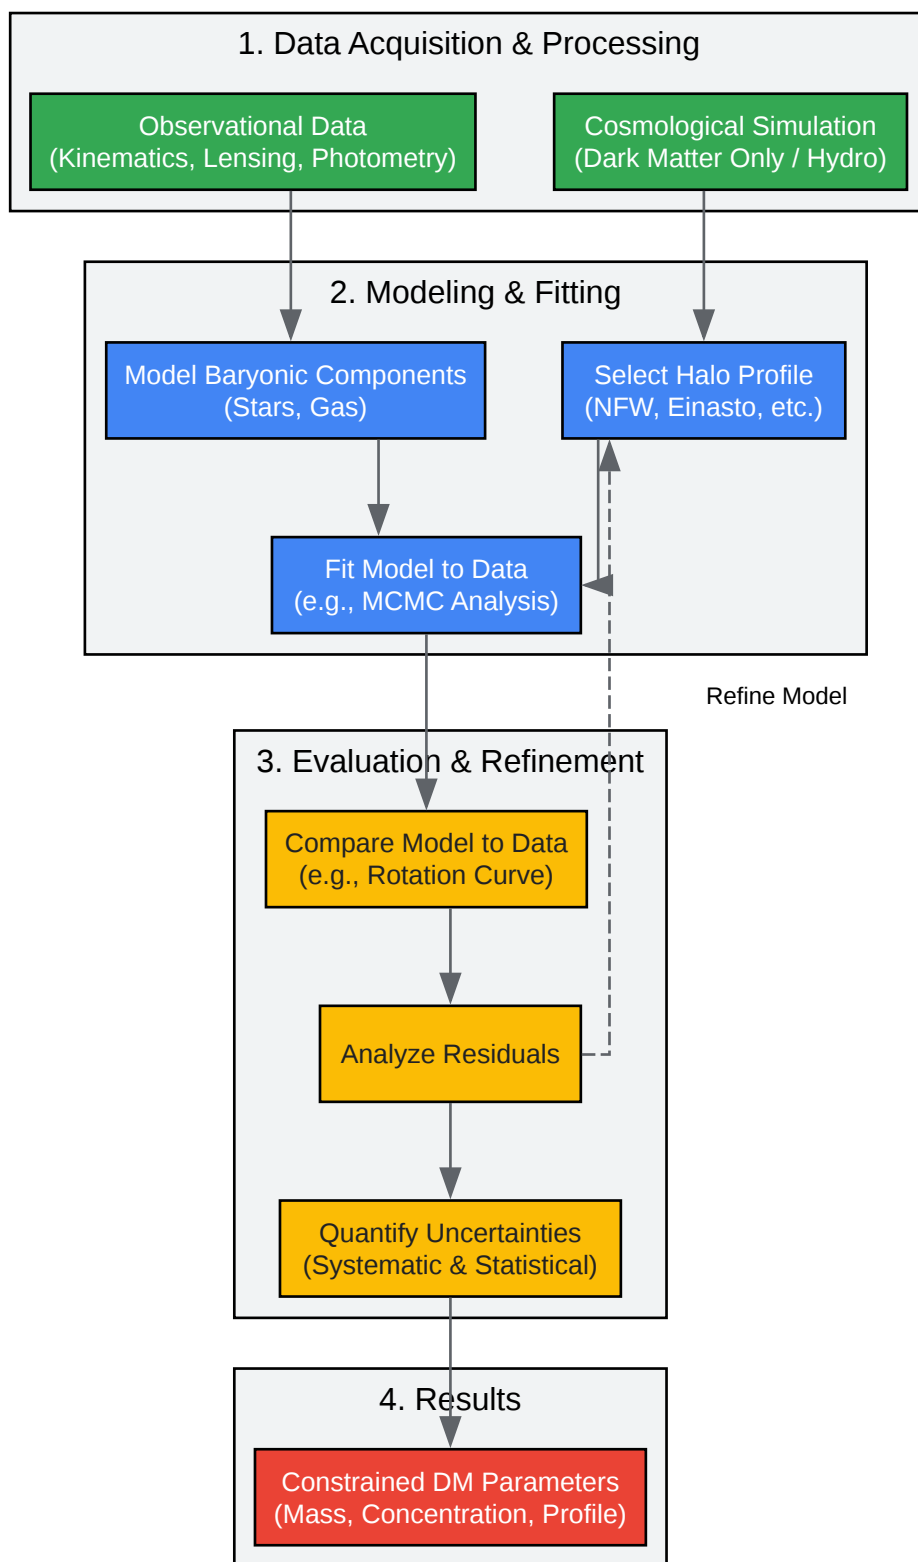 1. Data Acquisition & Processing
Observational Data
(Kinematics, Lensing, Photometry)
Cosmological Simulation
(Dark Matter Only / Hydro)
2. Modeling & Fitting
Model Baryonic Components
(Stars, Gas)
Select Halo Profile
(NFW, Einasto, etc.)
Fit Model to Data
(e.g., MCMC Analysis)
Refine Model
3. Evaluation & Refinement
Compare Model to Data
(e.g., Rotation Curve)
Analyze Residuals
Quantify Uncertainties
(Systematic & Statistical)
4. Results
Constrained DM Parameters
(Mass, Concentration, Profile)